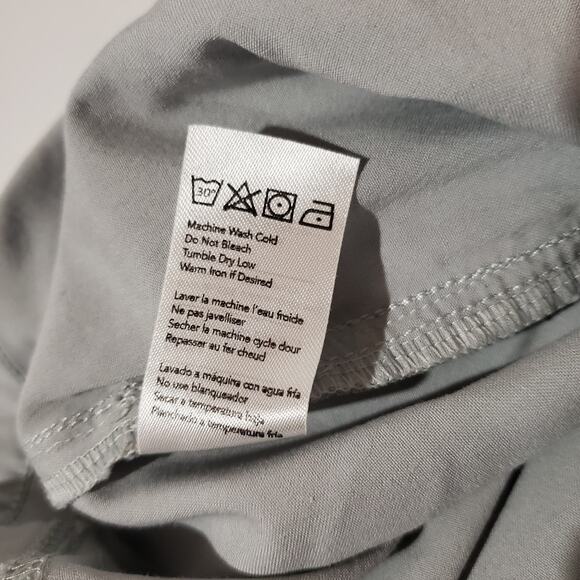 30°
Machine Wash Cold
Do Not Bleach
Tumble Dry Low
Warm Iron if Desired
Laver la machine l'eau froide
Ne pas javelliser
Secher la machine cycle dour
Repasser au fer chaud
Lavado a máquina con agua fría
No use blanqueador
Secar a temperatura baja
Planchado a temperatura fria